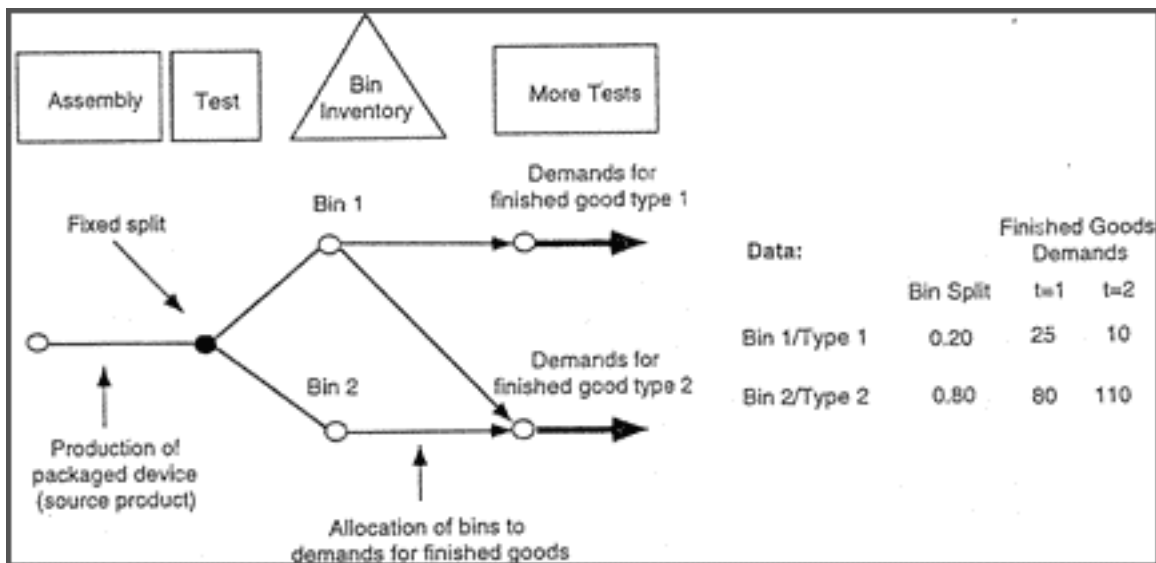 Assembly
Test
Bin
Inventory
More Tests
Fixed split
Bin 1
Demands for
finished good type 1
Bin 2
Demands for
finished good type 2
Production of
packaged device
(source product)
Allocation of bins to
demands for finished goods
Data:
Finished Goods
Demands
Bin Split t=1 t=2
Bin 1/Type 1 0.20 25 10
Bin 2/Type 2 0.80 80 110